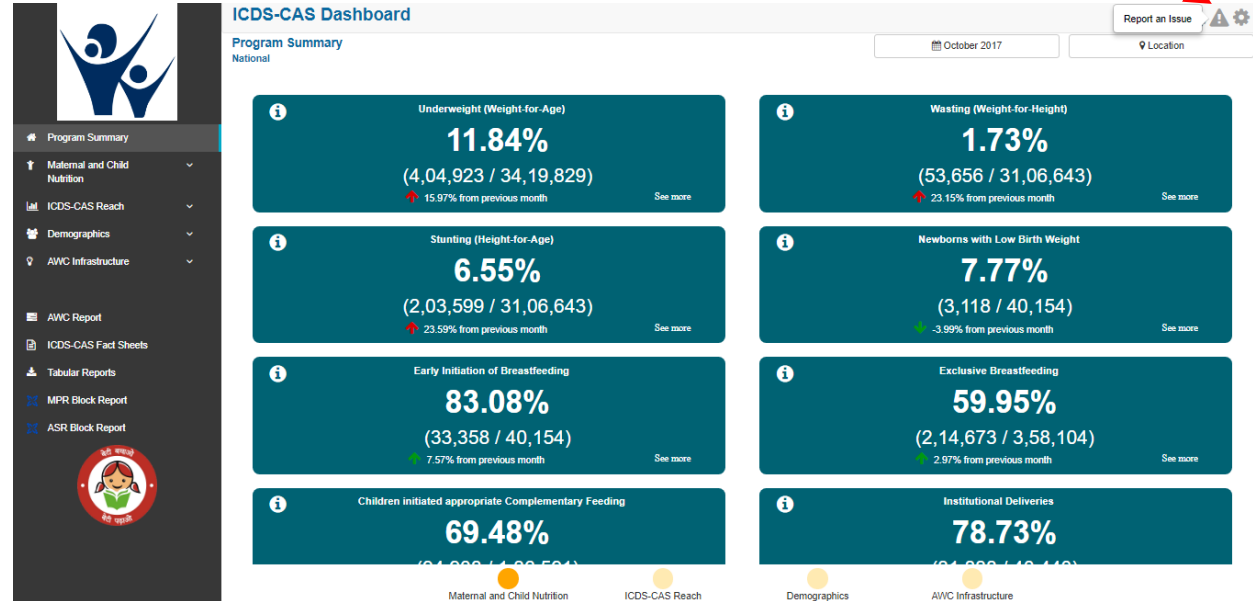 ICDS-CAS Dashboard
Report an Issue
Program Summary
National
October 2017
Location
Program Summary
Maternal and Child
Nutrition
ICDS-CAS Reach
Demographics
AWC Infrastructure
AWC Report
ICDS-CAS Fact Sheets
Tabular Reports
MPR Block Report
ASR Block Report
बेटी बचाओ
बेटी पढ़ाओ
Underweight (Weight-for-Age)
11.84%
(4,04,923 / 34,19,829)
15.97% from previous month
See more
Wasting (Weight-for-Height)
1.73%
(53,656 / 31,06,643)
23.15% from previous month
See more
Stunting (Height-for-Age)
6.55%
(2,03,599 / 31,06,643)
23.59% from previous month
See more
Newborns with Low Birth Weight
7.77%
(3,118 / 40,154)
-3.99% from previous month
See more
Early Initiation of Breastfeeding
83.08%
(33,358 / 40,154)
7.57% from previous month
See more
Exclusive Breastfeeding
59.95%
(2,14,673 / 3,58,104)
2.97% from previous month
See more
Children initiated appropriate Complementary Feeding
69.48%
Institutional Deliveries
78.73%
Maternal and Child Nutrition
ICDS-CAS Reach
Demographics
AWC Infrastructure